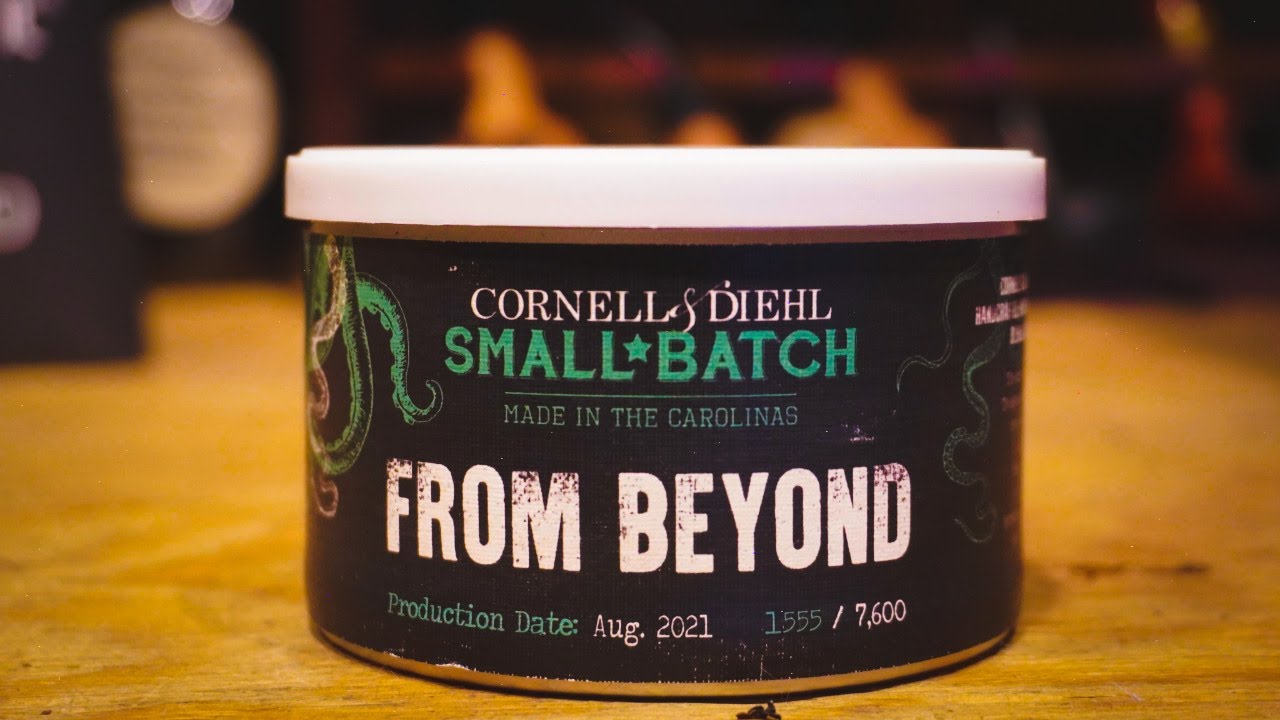 CORNELL & DIEHL
SMALL★BATCH
MADE IN THE CAROLINAS
FROM BEYOND
Production Date: Aug. 2021 1555 / 7,600